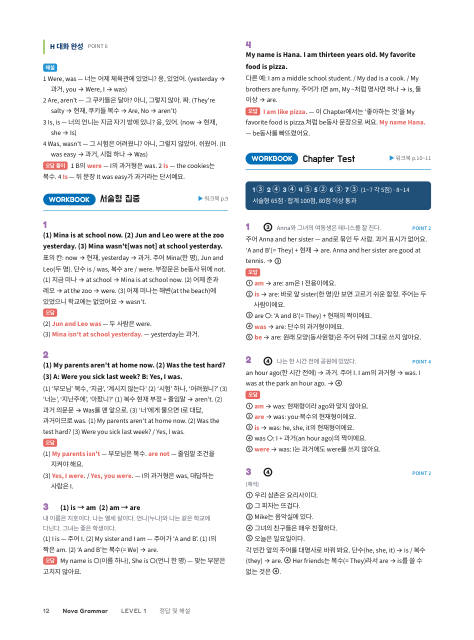 H 대화 완성 POINT 6
해설
1 Were, was — 너는 어제 체육관에 있었니? 응, 있었어. (yesterday →
과거, you → Were, I → was)
2 Are, aren't — 그 쿠키들은 달아? 아니, 그렇지 않아. 짜. (They're
salty → 현재, 쿠키들 복수 → Are, No → aren't)
3 Is, is — 너의 언니는 지금 자기 방에 있니? 응, 있어. (now → 현재,
she → Is)
4 Was, wasn't — 그 시험은 어려웠니? 아니, 그렇지 않았어. 쉬웠어. (It
was easy → 과거, 시험 하나 → Was)
오답 풀이 1 B의 were — I의 과거형은 was. 2 is — the cookies는
복수. 4 Is — 뒤 문장 It was easy가 과거라는 단서예요.
WORKBOOK 서술형 집중 ▶ 워크북 p.9
1
(1) Mina is at school now. (2) Jun and Leo were at the zoo
yesterday. (3) Mina wasn't[was not] at school yesterday.
표의 칸: now → 현재, yesterday → 과거. 주어 Mina(한 명), Jun and
Leo(두 명). 단수 is / was, 복수 are / were. 부정문은 be동사 뒤에 not.
(1) 지금 미나 → at school → Mina is at school now. (2) 어제 준과
레오 → at the zoo → were. (3) 어제 미나는 해변(at the beach)에
있었으니 학교에는 없었어요 → wasn't.
오답
(2) Jun and Leo was — 두 사람은 were.
(3) Mina isn't at school yesterday. — yesterday는 과거.
2
(1) My parents aren't at home now. (2) Was the test hard?
(3) A: Were you sick last week? B: Yes, I was.
(1) '부모님' 복수, '지금', '계시지 않는다' (2) '시험' 하나, '어려웠니?' (3)
'너는', '지난주에', '아팠니?' (1) 복수 현재 부정 + 줄임말 → aren't. (2)
과거 의문문 → Was를 맨 앞으로. (3) '너'에게 물으면 I로 대답,
과거이므로 was. (1) My parents aren't at home now. (2) Was the
test hard? (3) Were you sick last week? / Yes, I was.
오답
(1) My parents isn't — 부모님은 복수. are not — 줄임말 조건을
지켜야 해요.
(3) Yes, I were. / Yes, you were. — I의 과거형은 was, 대답하는
사람은 I.
3 (1) is → am (2) am → are
내 이름은 지호이다. 나는 열세 살이다. 언니(누나)와 나는 같은 학교에
다닌다. 그녀는 좋은 학생이다.
(1) I is — 주어 I. (2) My sister and I am — 주어가 'A and B'. (1) I의
짝은 am. (2) 'A and B'는 복수(= We) → are.
오답 My name is ○(이름 하나), She is ○(언니 한 명) — 맞는 부분은
고치지 않아요.
4
My name is Hana. I am thirteen years old. My favorite
food is pizza.
다른 예: I am a middle school student. / My dad is a cook. / My
brothers are funny. 주어가 I면 am, My ~처럼 명사면 하나 → is, 둘
이상 → are.
오답 I am like pizza. — 이 Chapter에서는 '좋아하는 것'을 My
favorite food is pizza.처럼 be동사 문장으로 써요. My name Hana.
— be동사를 빠뜨렸어요.
WORKBOOK Chapter Test ▶ 워크북 p.10~11
1 ③ 2 ④ 3 ④ 4 ③ 5 ② 6 ③ 7 ③ (1~7 각 5점) · 8~14
서술형 65점 · 합계 100점, 80점 이상 통과
1 ③ Anna와 그녀의 여동생은 테니스를 잘 친다. POINT 2
주어 Anna and her sister — and로 묶인 두 사람. 과거 표시가 없어요.
'A and B'(= They) + 현재 → are. Anna and her sister are good at
tennis. → ③
오답
① am → are: am은 I 전용이에요.
② is → are: 바로 앞 sister(한 명)만 보면 고르기 쉬운 함정. 주어는 두
사람이에요.
③ are ○: 'A and B'(= They) + 현재의 짝이에요.
④ was → are: 단수의 과거형이에요.
⑤ be → are: 원래 모양(동사원형)은 주어 뒤에 그대로 쓰지 않아요.
2 ④ 나는 한 시간 전에 공원에 있었다. POINT 4
an hour ago(한 시간 전에) → 과거. 주어 I. I am의 과거형 → was. I
was at the park an hour ago. → ④
오답
① am → was: 현재형이라 ago와 맞지 않아요.
② are → was: you·복수의 현재형이에요.
③ is → was: he, she, it의 현재형이에요.
④ was ○: I + 과거(an hour ago)의 짝이에요.
⑤ were → was: I는 과거에도 were를 쓰지 않아요.
3 ④ POINT 2
[해석]
① 우리 삼촌은 요리사이다.
② 그 피자는 뜨겁다.
③ Mike는 음악실에 있다.
④ 그녀의 친구들은 매우 친절하다.
⑤ 오늘은 일요일이다.
각 빈칸 앞의 주어를 대명사로 바꿔 봐요. 단수(he, she, it) → is / 복수
(they) → are. ④ Her friends는 복수(= They)라서 are → is를 쓸 수
없는 것은 ④.
12 Nova Grammar LEVEL 1 정답 및 해설